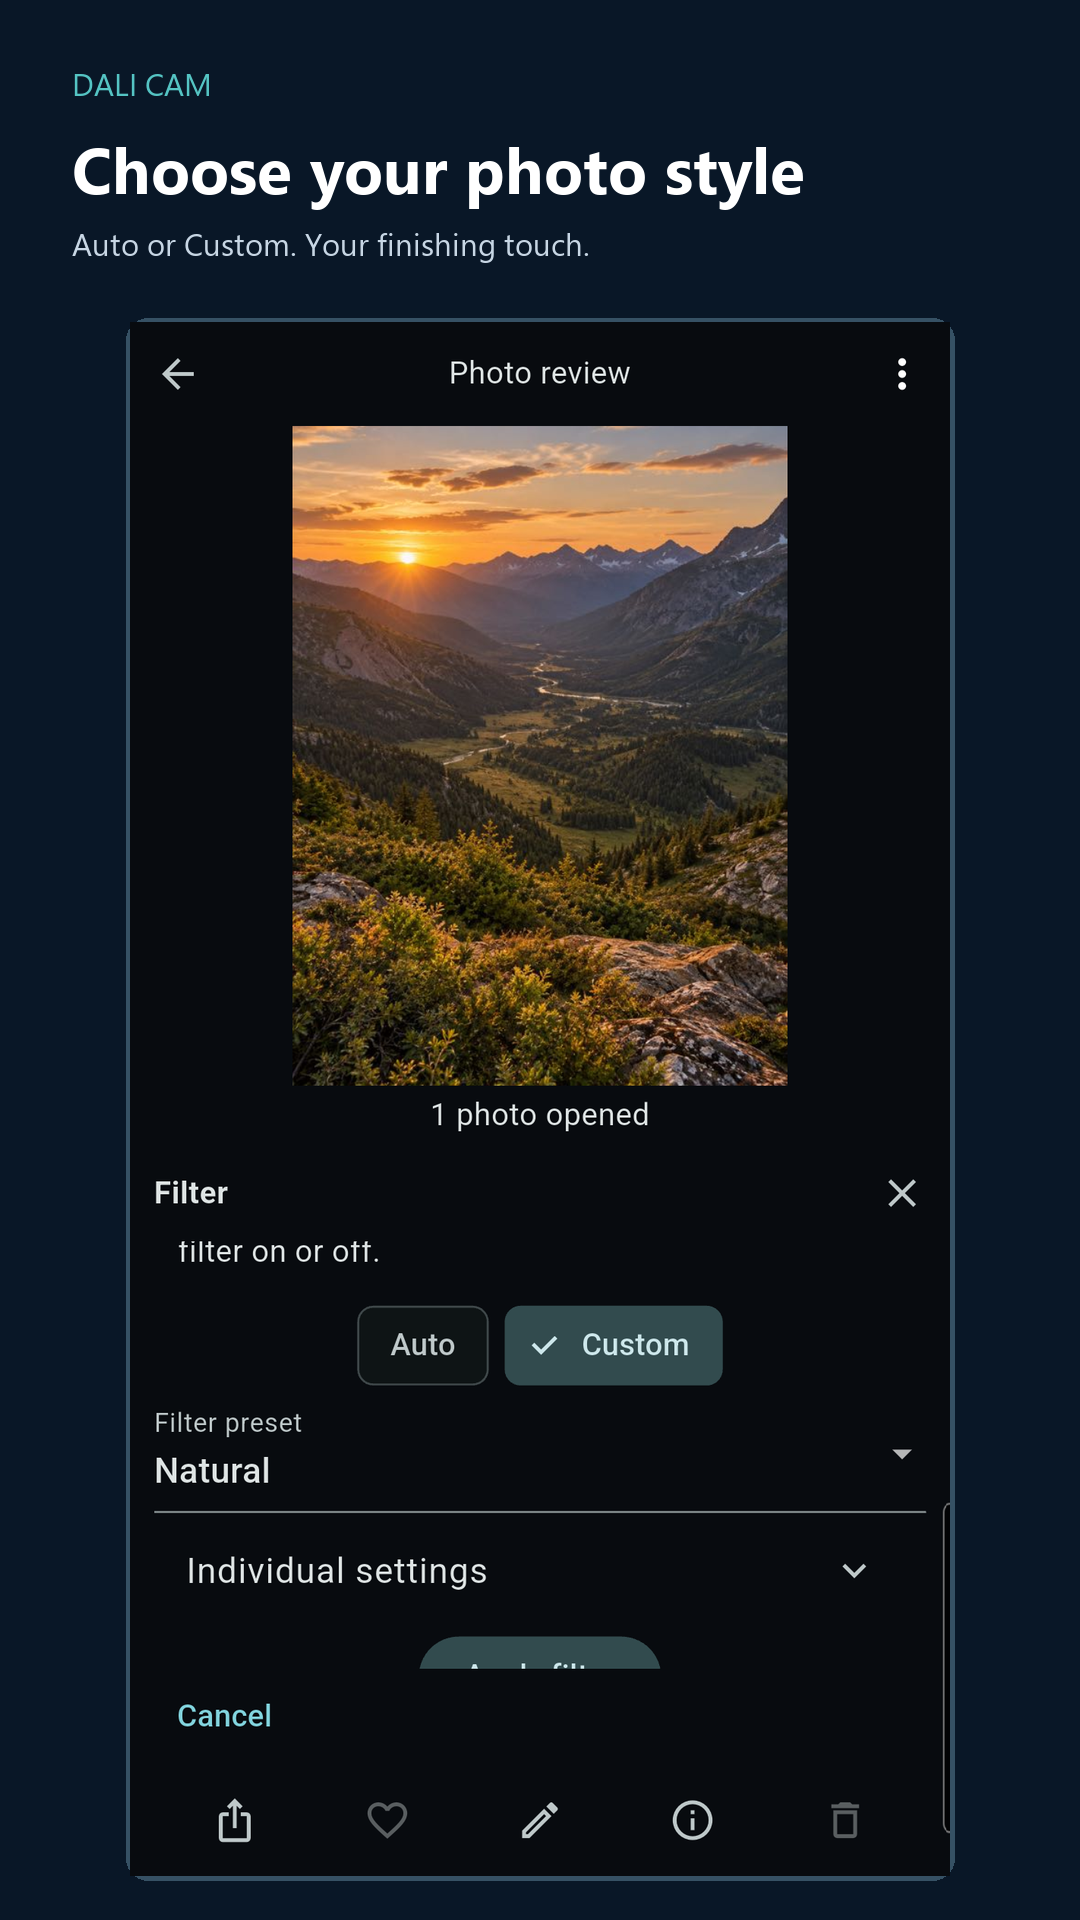 DALI CAM
Choose your photo style
Auto or Custom. Your finishing touch.
Photo review
1 photo opened
Filter
filter on or off.
Auto
Custom
Filter preset
Natural
Individual settings
Cancel